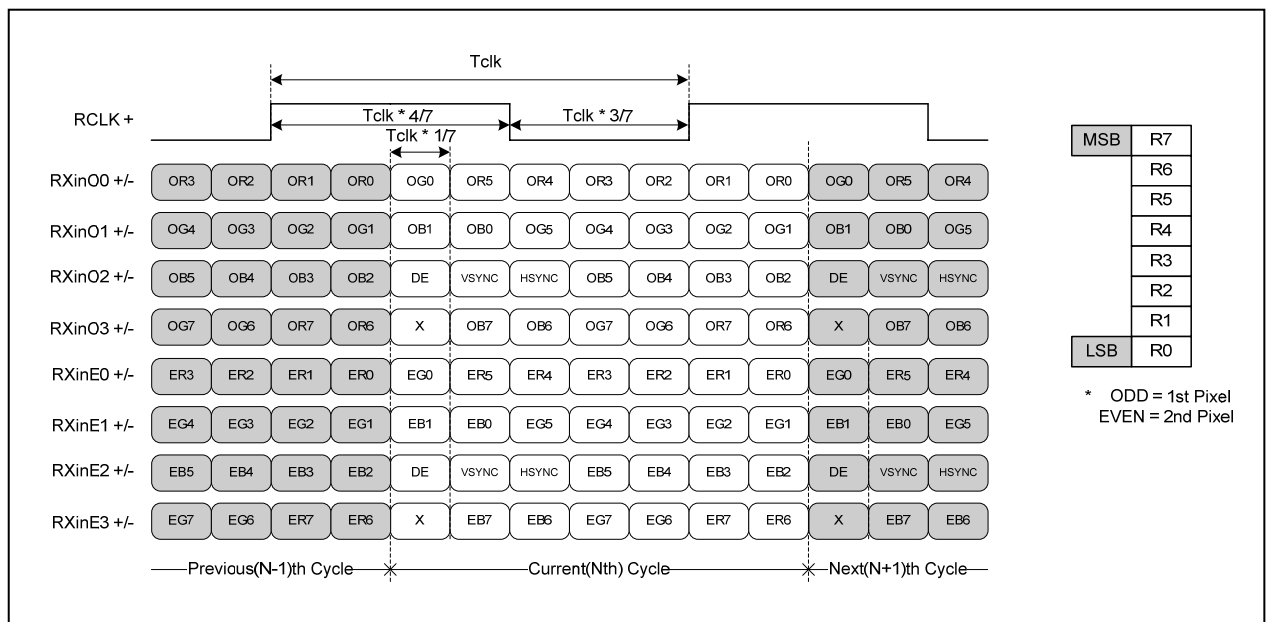 Tclk
RCLK +
Tclk * 4/7
Tclk * 3/7
Tclk * 1/7
RXinO0 +/- OR3 OR2 OR1 OR0 OG0 OR5 OR4 OR3 OR2 OR1 OR0 OG0 OR5 OR4
RXinO1 +/- OG4 OG3 OG2 OG1 OB1 OB0 OG5 OG4 OG3 OG2 OG1 OB1 OB0 OG5
RXinO2 +/- OB5 OB4 OB3 OB2 DE VSYNC HSYNC OB5 OB4 OB3 OB2 DE VSYNC HSYNC
RXinO3 +/- OG7 OG6 OR7 OR6 X OB7 OB6 OG7 OG6 OR7 OR6 X OB7 OB6
RXinE0 +/- ER3 ER2 ER1 ER0 EG0 ER5 ER4 ER3 ER2 ER1 ER0 EG0 ER5 ER4
RXinE1 +/- EG4 EG3 EG2 EG1 EB1 EB0 EG5 EG4 EG3 EG2 EG1 EB1 EB0 EG5
RXinE2 +/- EB5 EB4 EB3 EB2 DE VSYNC HSYNC EB5 EB4 EB3 EB2 DE VSYNC HSYNC
RXinE3 +/- EG7 EG6 ER7 ER6 X EB7 EB6 EG7 EG6 ER7 ER6 X EB7 EB6
Previous(N-1)th Cycle Current(Nth) Cycle Next(N+1)th Cycle
MSB R7
R6
R5
R4
R3
R2
R1
LSB R0
* ODD = 1st Pixel
EVEN = 2nd Pixel